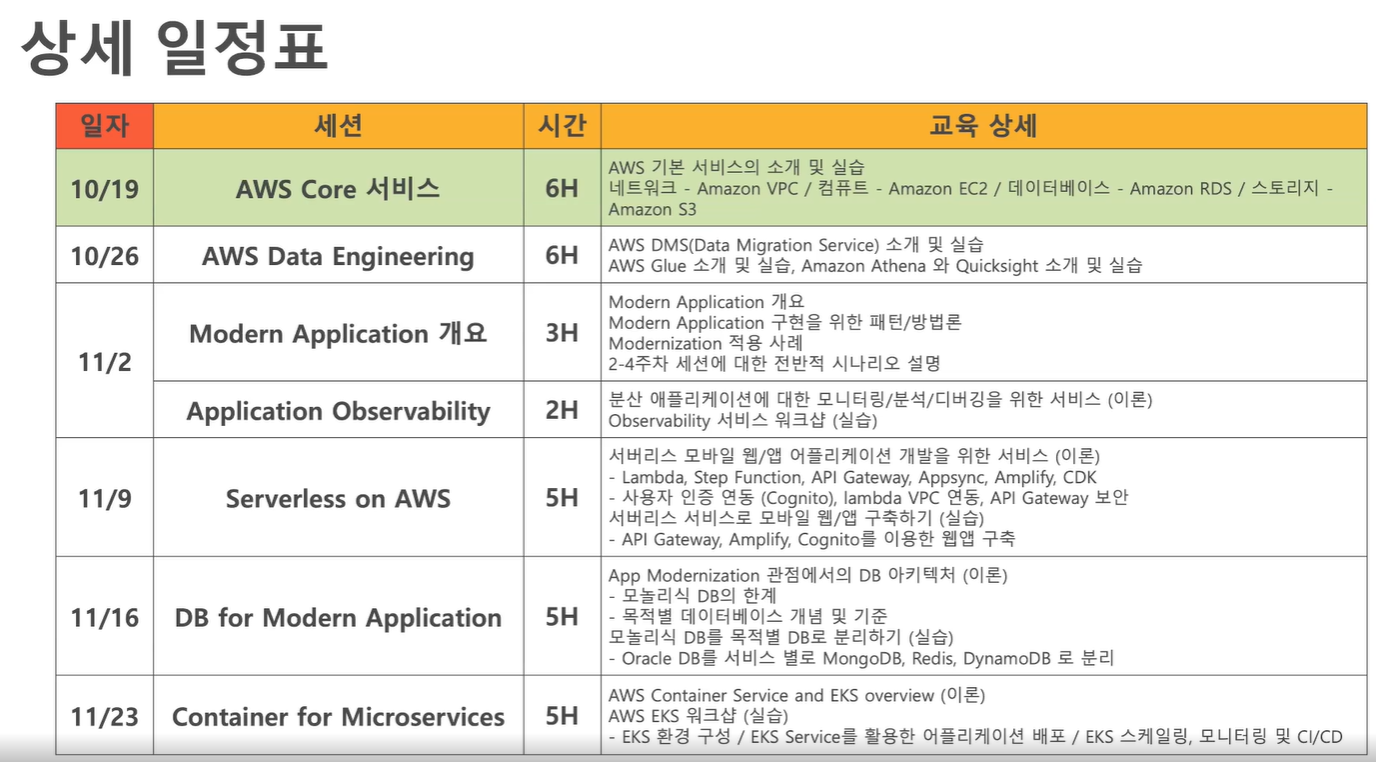 상세 일정표
일자 세션 시간 교육 상세
10/19 AWS Core 서비스 6H
AWS 기본 서비스의 소개 및 실습
네트워크 - Amazon VPC / 컴퓨트 - Amazon EC2 / 데이터베이스 - Amazon RDS / 스토리지 -
Amazon S3
10/26 AWS Data Engineering 6H
AWS DMS(Data Migration Service) 소개 및 실습
AWS Glue 소개 및 실습, Amazon Athena 와 Quicksight 소개 및 실습
11/2
Modern Application 개요 3H
Modern Application 개요
Modern Application 구현을 위한 패턴/방법론
Modernization 적용 사례
2-4주차 세션에 대한 전반적 시나리오 설명
Application Observability 2H
분산 애플리케이션에 대한 모니터링/분석/디버깅을 위한 서비스 (이론)
Observability 서비스 워크샵 (실습)
11/9 Serverless on AWS 5H
서버리스 모바일 웹/앱 어플리케이션 개발을 위한 서비스 (이론)
- Lambda, Step Function, API Gateway, Appsync, Amplify, CDK
- 사용자 인증 연동 (Cognito), lambda VPC 연동, API Gateway 보안
서버리스 서비스로 모바일 웹/앱 구축하기 (실습)
- API Gateway, Amplify, Cognito를 이용한 웹앱 구축
11/16 DB for Modern Application 5H
App Modernization 관점에서의 DB 아키텍처 (이론)
- 모놀리식 DB의 한계
- 목적별 데이터베이스 개념 및 기준
모놀리식 DB를 목적별 DB로 분리하기 (실습)
- Oracle DB를 서비스 별로 MongoDB, Redis, DynamoDB 로 분리
11/23 Container for Microservices 5H
AWS Container Service and EKS overview (이론)
AWS EKS 워크샵 (실습)
- EKS 환경 구성 / EKS Service를 활용한 어플리케이션 배포 / EKS 스케일링, 모니터링 및 CI/CD